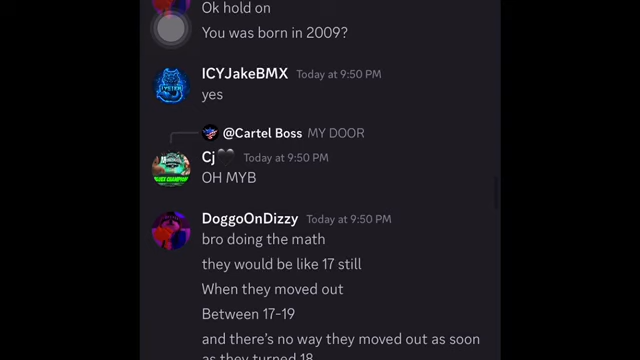 Ok hold on
You was born in 2009?
ICYJakeBMX Today at 9:50 PM
yes
@Cartel Boss MY DOOR
Cj🖤 Today at 9:50 PM
OH MYB
DoggoOnDizzy Today at 9:50 PM
bro doing the math
they would be like 17 still
When they moved out
Between 17-19
and there's no way they moved out as soon
as they turned 18